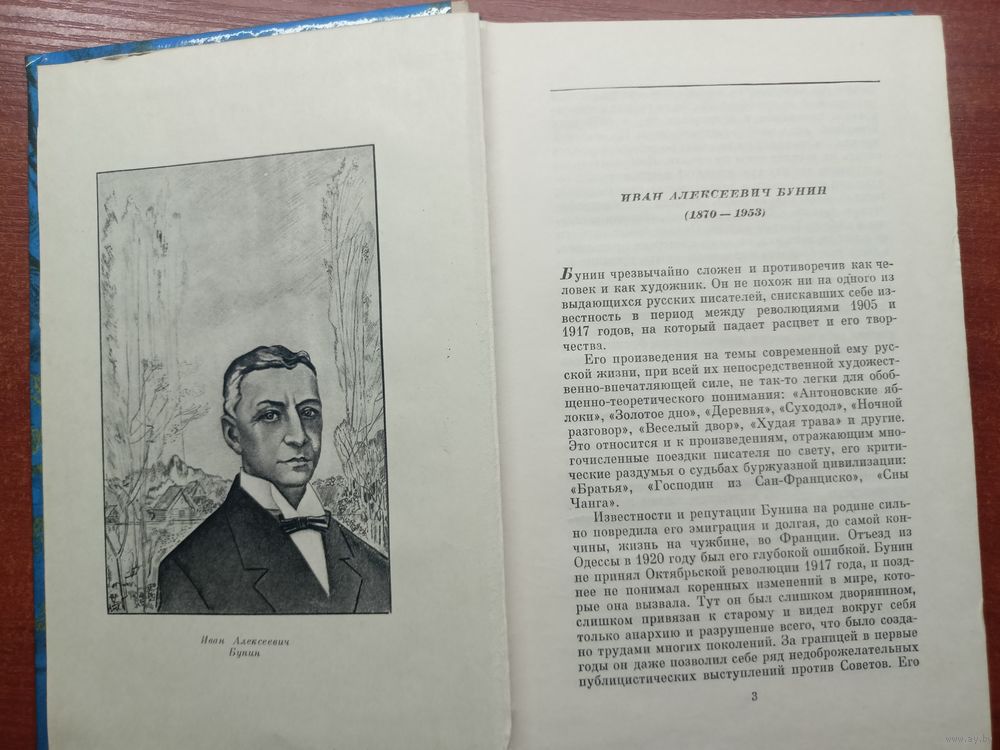 Иван Алексеевич
Бунин
ИВАН АЛЕКСЕЕВИЧ БУНИН
(1870 — 1953)
Бунин чрезвычайно сложен и противоречив как че-
ловек и как художник. Он не похож ни на одного из
выдающихся русских писателей, снискавших себе из-
вестность в период между революциями 1905 и
1917 годов, на который падает расцвет и его твор-
чества.
Его произведения на темы современной ему рус-
ской жизни, при всей их непосредственной художест-
венно-впечатляющей силе, не так-то легки для обоб-
щенно-теоретического понимания: «Антоновские яб-
локи», «Золотое дно», «Деревня», «Суходол», «Ночной
разговор», «Веселый двор», «Худая трава» и другие.
Это относится и к произведениям, отражающим мно-
гочисленные поездки писателя по свету, его крити-
ческие раздумья о судьбах буржуазной цивилизации:
«Братья», «Господин из Сан-Франциско», «Сны
Чанга».
Известности и репутации Бунина на родине силь-
но повредила его эмиграция и долгая, до самой кон-
чины, жизнь на чужбине, во Франции. Отъезд из
Одессы в 1920 году был его глубокой ошибкой. Бунин
не принял Октябрьской революции 1917 года, и позд-
нее не понимал коренных изменений в мире, кото-
рые она вызвала. Тут он был слишком дворянином,
слишком привязан к старому и видел вокруг себя
только анархию и разрушение всего, что было созда-
но трудами многих поколений. За границей в первые
годы он даже позволил себе ряд недоброжелательных
публицистических выступлений против Советов. Его
3
www.ay.by